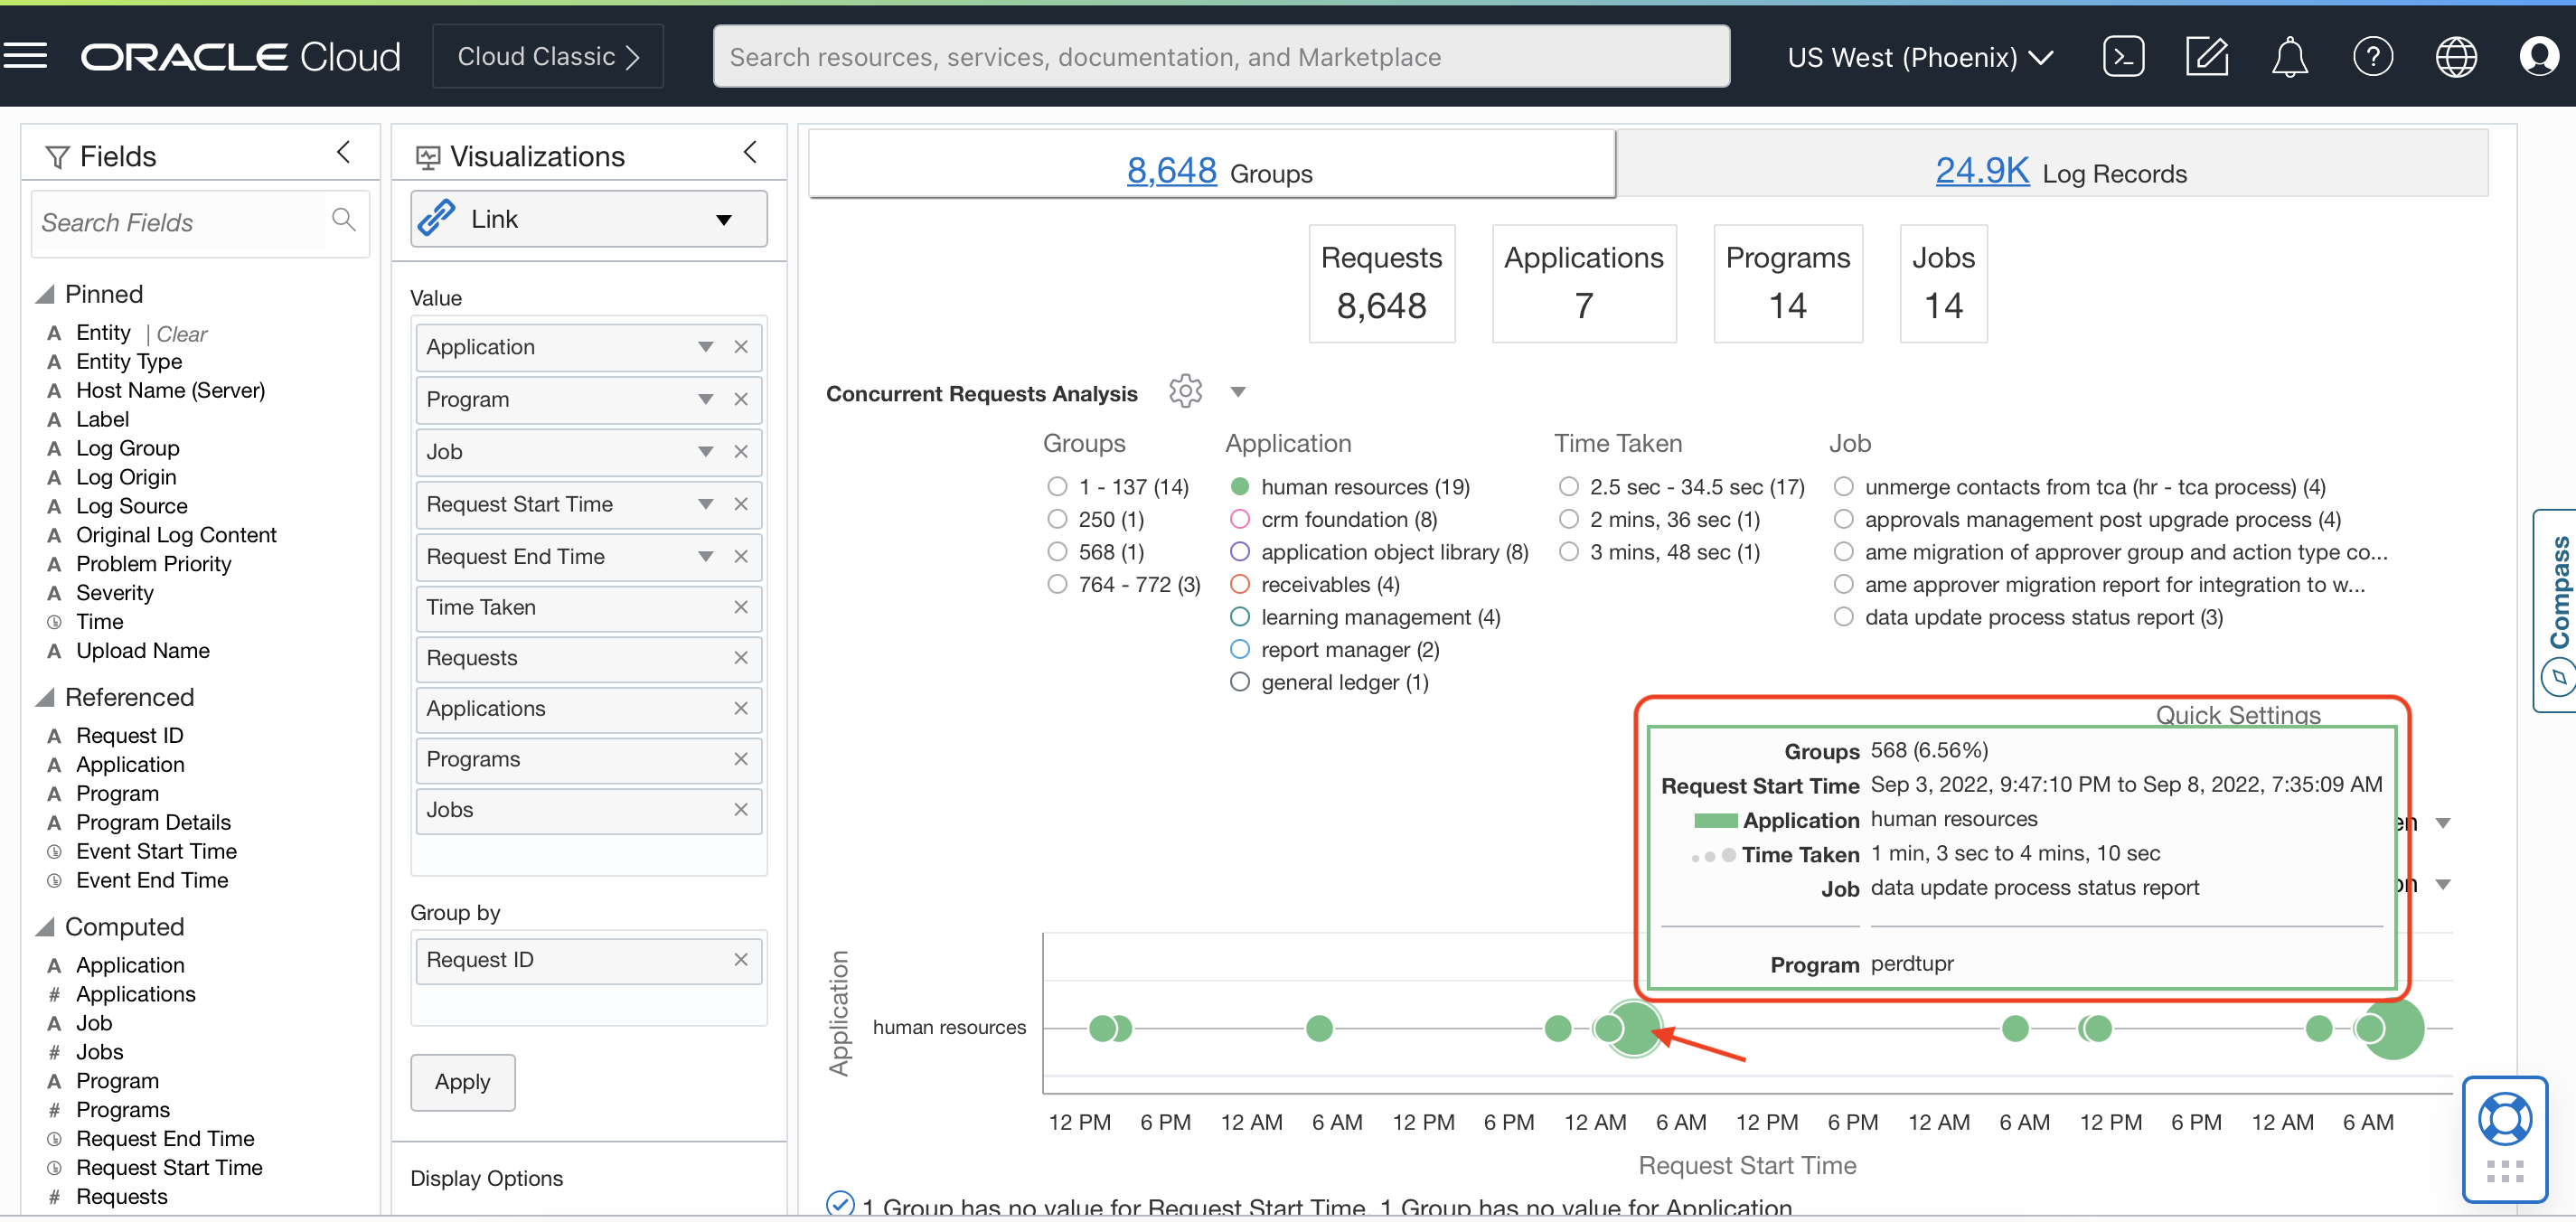 ORACLE Cloud
Cloud Classic
Search resources, services, documentation, and Marketplace
US West (Phoenix)
Fields
Search Fields
Pinned
A Entity | Clear
A Entity Type
A Host Name (Server)
A Label
A Log Group
A Log Origin
A Log Source
A Original Log Content
A Problem Priority
A Severity
Time
A Upload Name
Referenced
A Request ID
A Application
A Program
A Program Details
Event Start Time
Event End Time
Computed
A Application
# Applications
A Job
# Jobs
A Program
# Programs
Request End Time
Request Start Time
# Requests
Visualizations
Link
Value
Application
Program
Job
Request Start Time
Request End Time
Time Taken
Requests
Applications
Programs
Jobs
Group by
Request ID
Apply
Display Options
8,648 Groups
24.9K Log Records
Requests
8,648
Applications
7
Programs
14
Jobs
14
Concurrent Requests Analysis
Groups
1 - 137 (14)
250 (1)
568 (1)
764 - 772 (3)
Application
human resources (19)
crm foundation (8)
application object library (8)
receivables (4)
learning management (4)
report manager (2)
general ledger (1)
Time Taken
2.5 sec - 34.5 sec (17)
2 mins, 36 sec (1)
3 mins, 48 sec (1)
Job
unmerge contacts from tca (hr - tca process) (4)
approvals management post upgrade process (4)
ame migration of approver group and action type co...
ame approver migration report for integration to w...
data update process status report (3)
Quick Settings
Groups 568 (6.56%)
Request Start Time Sep 3, 2022, 9:47:10 PM to Sep 8, 2022, 7:35:09 AM
Application human resources
Time Taken 1 min, 3 sec to 4 mins, 10 sec
Job data update process status report
Program perdtupr
en
on
Application
human resources
12 PM 6 PM 12 AM 6 AM 12 PM 6 PM 12 AM 6 AM 12 PM 6 PM 12 AM 6 AM 12 PM 6 PM 12 AM 6 AM
Request Start Time
1 Group has no value for Request Start Time, 1 Group has no value for Application
Compass